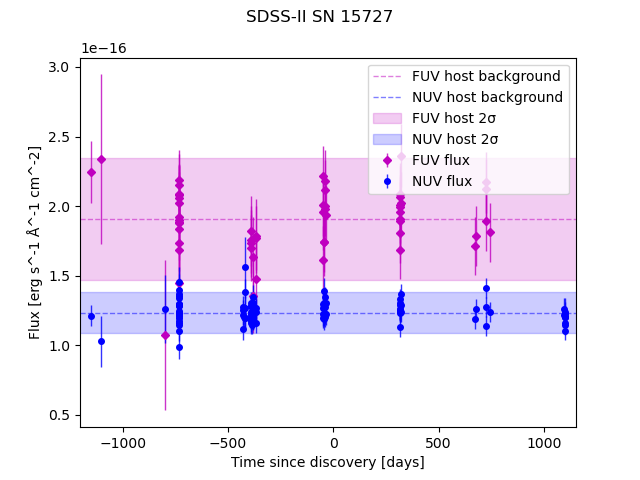 SDSS-II SN 15727
1e−16
FUV host background
NUV host background
FUV host 2σ
NUV host 2σ
FUV flux
NUV flux
3.0
2.5
2.0
1.5
1.0
0.5
Flux [erg s^-1 Å^-1 cm^-2]
−1000
−500
0
500
1000
Time since discovery [days]